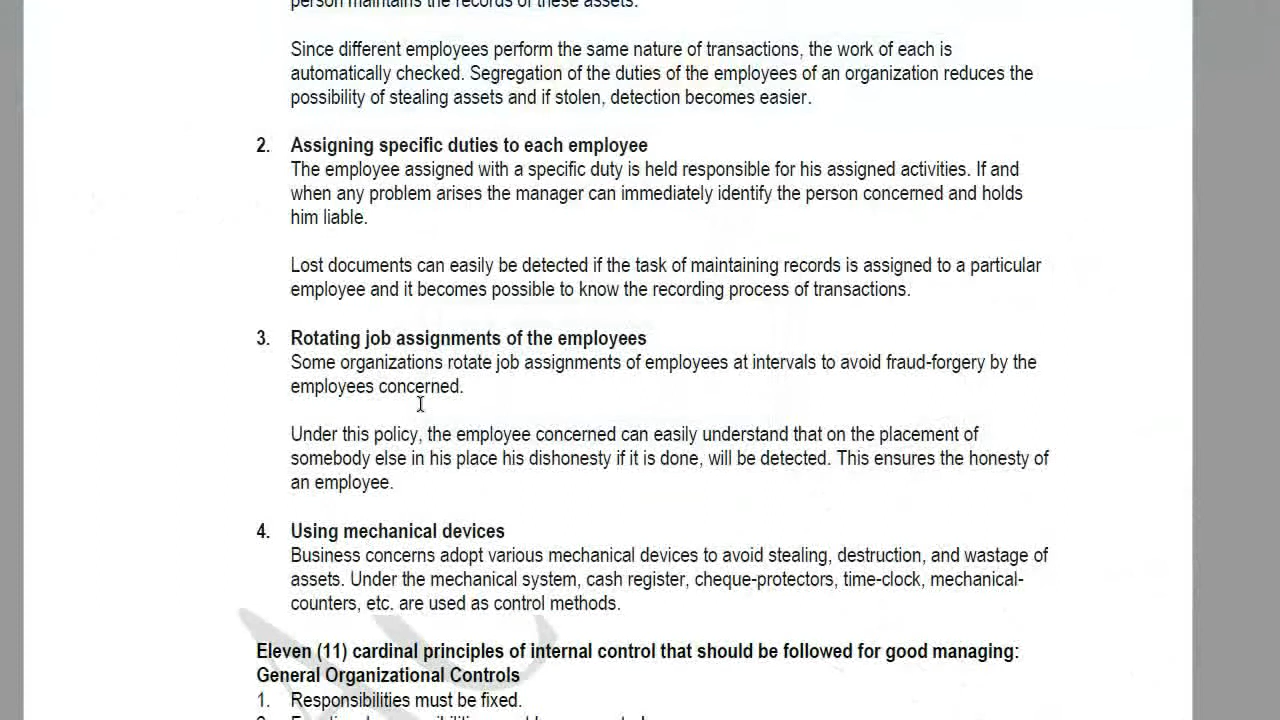 person maintains the records of these assets.
Since different employees perform the same nature of transactions, the work of each is
automatically checked. Segregation of the duties of the employees of an organization reduces the
possibility of stealing assets and if stolen, detection becomes easier.
2. Assigning specific duties to each employee
The employee assigned with a specific duty is held responsible for his assigned activities. If and
when any problem arises the manager can immediately identify the person concerned and holds
him liable.
Lost documents can easily be detected if the task of maintaining records is assigned to a particular
employee and it becomes possible to know the recording process of transactions.
3. Rotating job assignments of the employees
Some organizations rotate job assignments of employees at intervals to avoid fraud-forgery by the
employees concerned.
Under this policy, the employee concerned can easily understand that on the placement of
somebody else in his place his dishonesty if it is done, will be detected. This ensures the honesty of
an employee.
4. Using mechanical devices
Business concerns adopt various mechanical devices to avoid stealing, destruction, and wastage of
assets. Under the mechanical system, cash register, cheque-protectors, time-clock, mechanical-
counters, etc. are used as control methods.
Eleven (11) cardinal principles of internal control that should be followed for good managing:
General Organizational Controls
1. Responsibilities must be fixed.